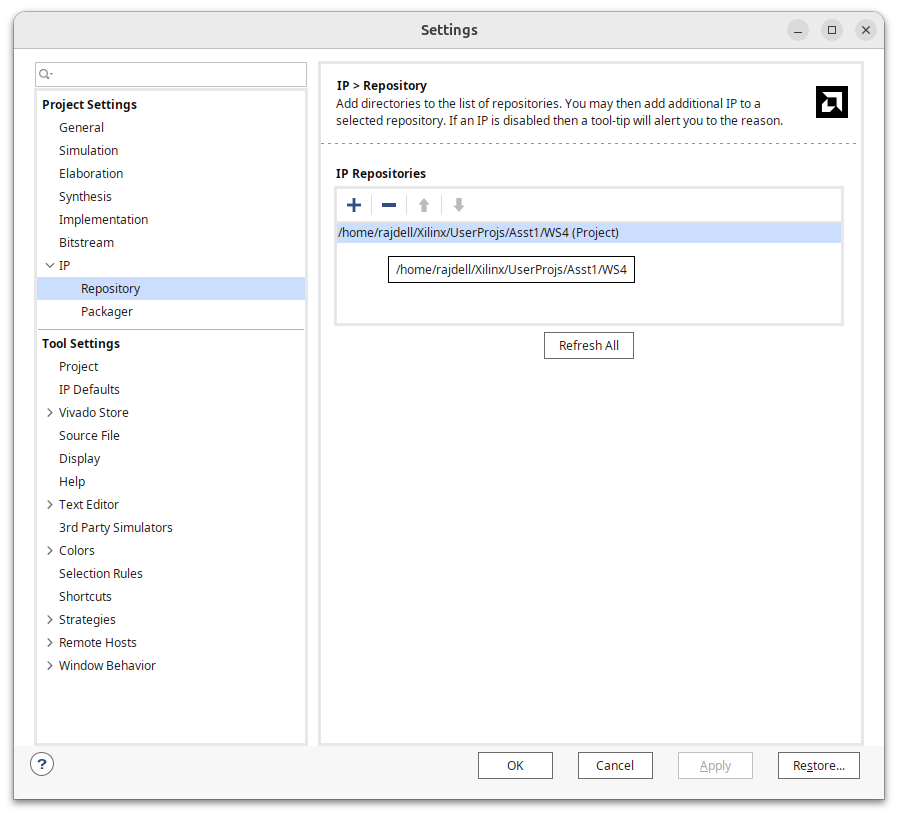 Settings
Project Settings
General
Simulation
Elaboration
Synthesis
Implementation
Bitstream
IP
Repository
Packager
Tool Settings
Project
IP Defaults
Vivado Store
Source File
Display
Help
Text Editor
3rd Party Simulators
Colors
Selection Rules
Shortcuts
Strategies
Remote Hosts
Window Behavior
IP > Repository
Add directories to the list of repositories. You may then add additional IP to a
selected repository. If an IP is disabled then a tool-tip will alert you to the reason.
IP Repositories
/home/rajdell/Xilinx/UserProjs/Asst1/WS4 (Project)
/home/rajdell/Xilinx/UserProjs/Asst1/WS4
Refresh All
?
OK
Cancel
Apply
Restore...